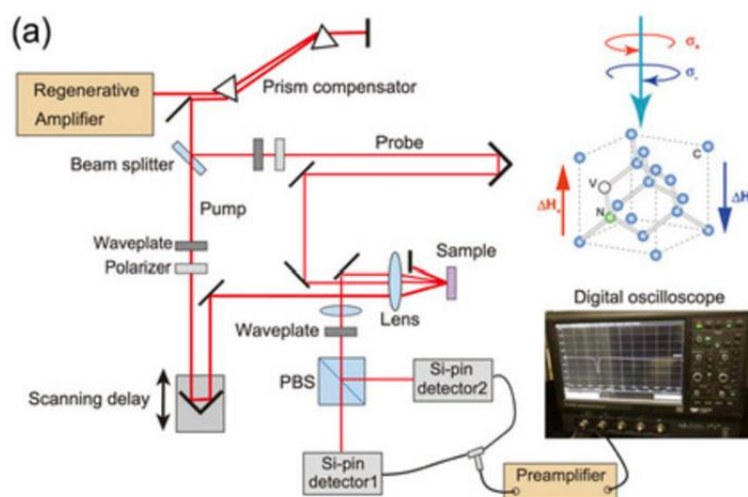 (a)
Regenerative
Amplifier
Prism compensator
Beam splitter
Probe
Pump
Waveplate
Polarizer
Sample
Lens
Waveplate
Scanning delay
PBS
Si-pin
detector2
Si-pin
detector1
Preamplifier
Digital oscilloscope
σ₊
σ₋
C
V
N
ΔH₊
ΔH